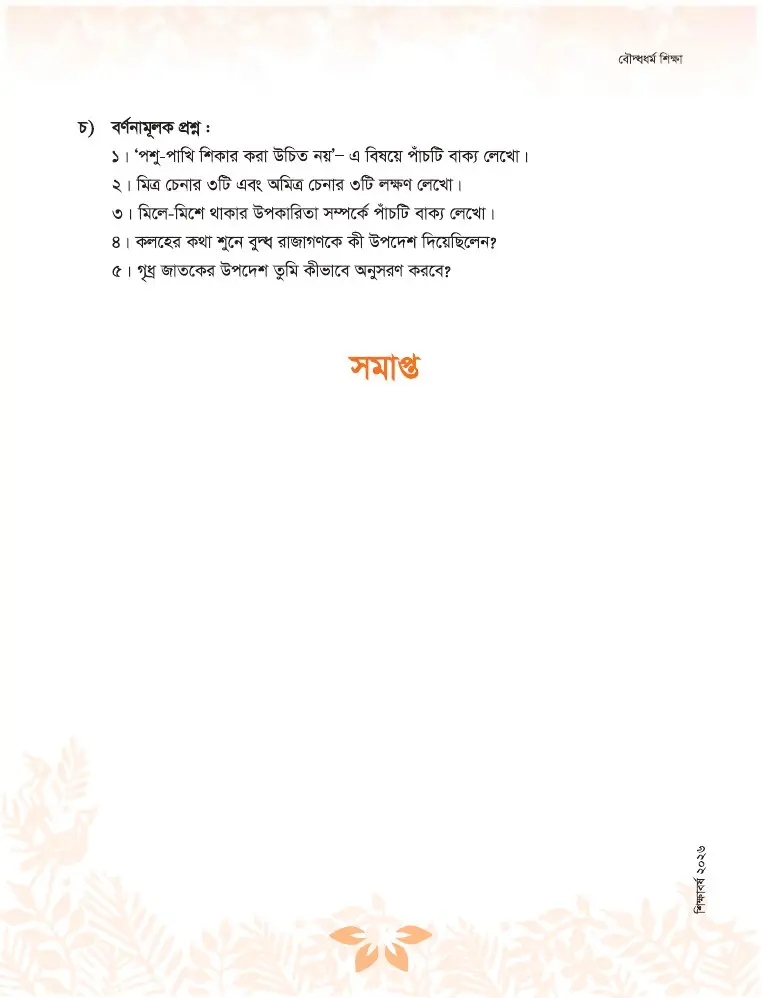 বৌদ্ধধর্ম শিক্ষা
চ) বর্ণনামূলক প্রশ্ন :
১। ‘পশু-পাখি শিকার করা উচিত নয়’– এ বিষয়ে পাঁচটি বাক্য লেখো।
২। মিত্র চেনার ৩টি এবং অমিত্র চেনার ৩টি লক্ষণ লেখো।
৩। মিলে-মিশে থাকার উপকারিতা সম্পর্কে পাঁচটি বাক্য লেখো।
৪। কলহের কথা শুনে বুদ্ধ রাজাগণকে কী উপদেশ দিয়েছিলেন?
৫। গৃধ্র জাতকের উপদেশ তুমি কীভাবে অনুসরণ করবে?
সমাপ্ত
শিক্ষাবর্ষ ২০২৬